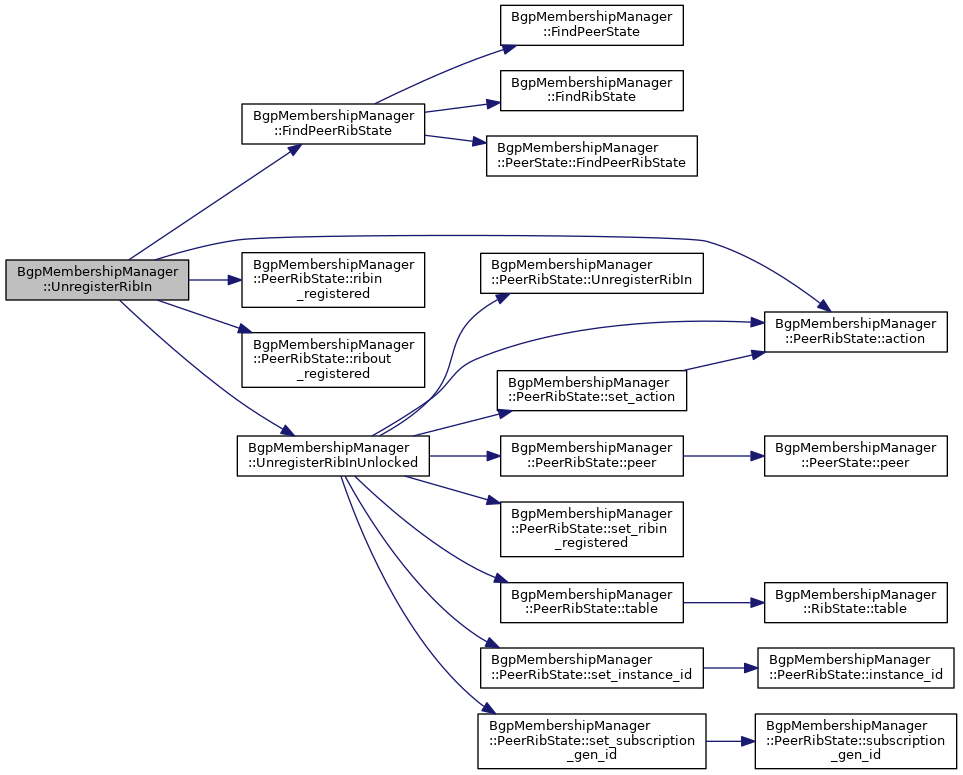 BgpMembershipManager
::FindPeerState
BgpMembershipManager
::FindRibState
BgpMembershipManager
::FindPeerRibState
BgpMembershipManager
::PeerState::FindPeerRibState
BgpMembershipManager
::UnregisterRibIn
BgpMembershipManager
::PeerRibState::ribin
_registered
BgpMembershipManager
::PeerRibState::UnregisterRibIn
BgpMembershipManager
::PeerRibState::action
BgpMembershipManager
::PeerRibState::ribout
_registered
BgpMembershipManager
::PeerRibState::set_action
BgpMembershipManager
::UnregisterRibInUnlocked
BgpMembershipManager
::PeerRibState::peer
BgpMembershipManager
::PeerState::peer
BgpMembershipManager
::PeerRibState::set_ribin
_registered
BgpMembershipManager
::PeerRibState::table
BgpMembershipManager
::RibState::table
BgpMembershipManager
::PeerRibState::set_instance_id
BgpMembershipManager
::PeerRibState::instance_id
BgpMembershipManager
::PeerRibState::set_subscription
_gen_id
BgpMembershipManager
::PeerRibState::subscription
_gen_id